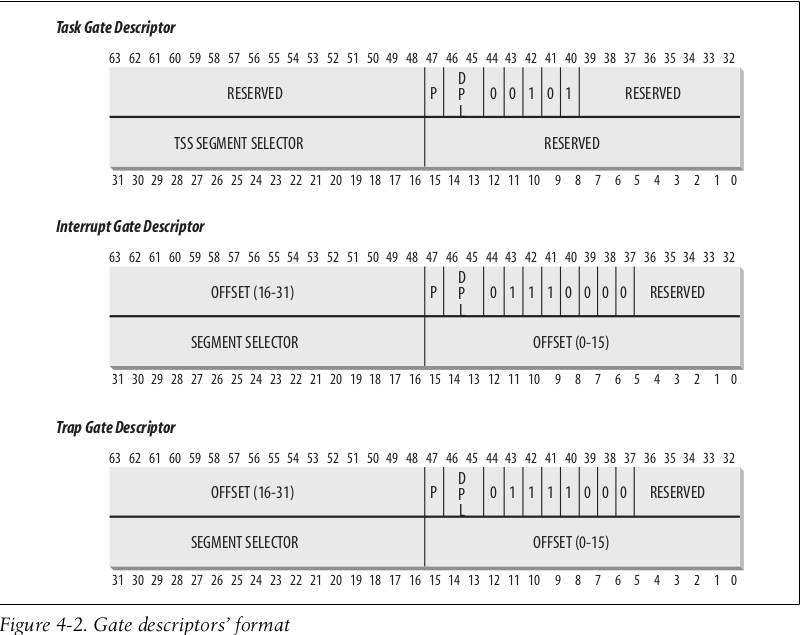 Task Gate Descriptor
63 62 61 60 59 58 57 56 55 54 53 52 51 50 49 48 47 46 45 44 43 42 41 40 39 38 37 36 35 34 33 32
RESERVED P DPL 0 0 1 0 1 RESERVED
TSS SEGMENT SELECTOR RESERVED
31 30 29 28 27 26 25 24 23 22 21 20 19 18 17 16 15 14 13 12 11 10 9 8 7 6 5 4 3 2 1 0
Interrupt Gate Descriptor
63 62 61 60 59 58 57 56 55 54 53 52 51 50 49 48 47 46 45 44 43 42 41 40 39 38 37 36 35 34 33 32
OFFSET (16-31) P DPL 0 1 1 1 0 0 0 0 RESERVED
SEGMENT SELECTOR OFFSET (0-15)
31 30 29 28 27 26 25 24 23 22 21 20 19 18 17 16 15 14 13 12 11 10 9 8 7 6 5 4 3 2 1 0
Trap Gate Descriptor
63 62 61 60 59 58 57 56 55 54 53 52 51 50 49 48 47 46 45 44 43 42 41 40 39 38 37 36 35 34 33 32
OFFSET (16-31) P DPL 0 1 1 1 1 0 0 0 RESERVED
SEGMENT SELECTOR OFFSET (0-15)
31 30 29 28 27 26 25 24 23 22 21 20 19 18 17 16 15 14 13 12 11 10 9 8 7 6 5 4 3 2 1 0
Figure 4-2. Gate descriptors’ format